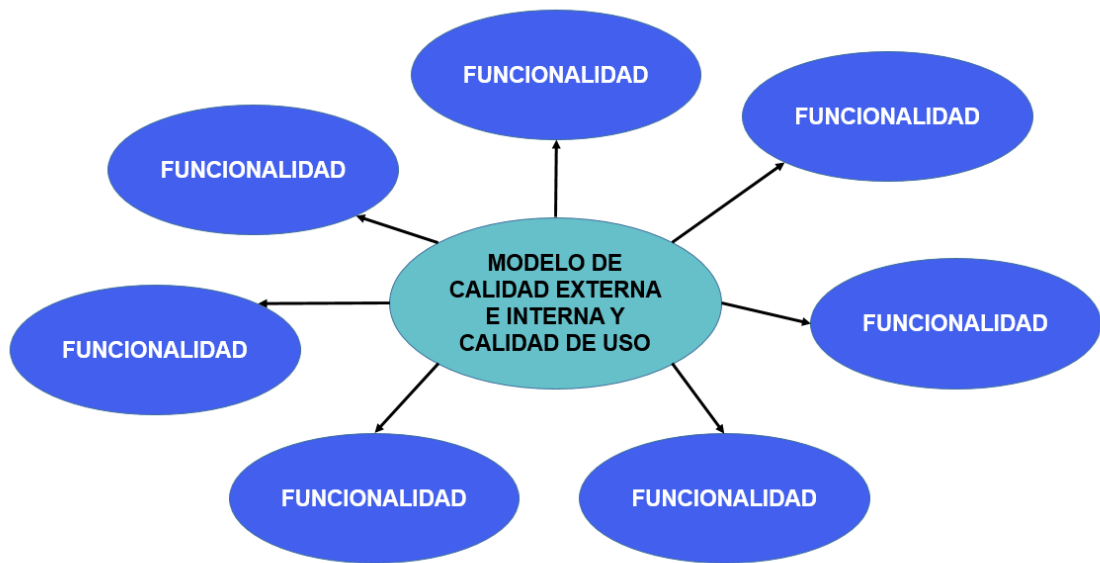 FUNCIONALIDAD
FUNCIONALIDAD
FUNCIONALIDAD
MODELO DE
CALIDAD EXTERNA
E INTERNA Y
CALIDAD DE USO
FUNCIONALIDAD
FUNCIONALIDAD
FUNCIONALIDAD
FUNCIONALIDAD